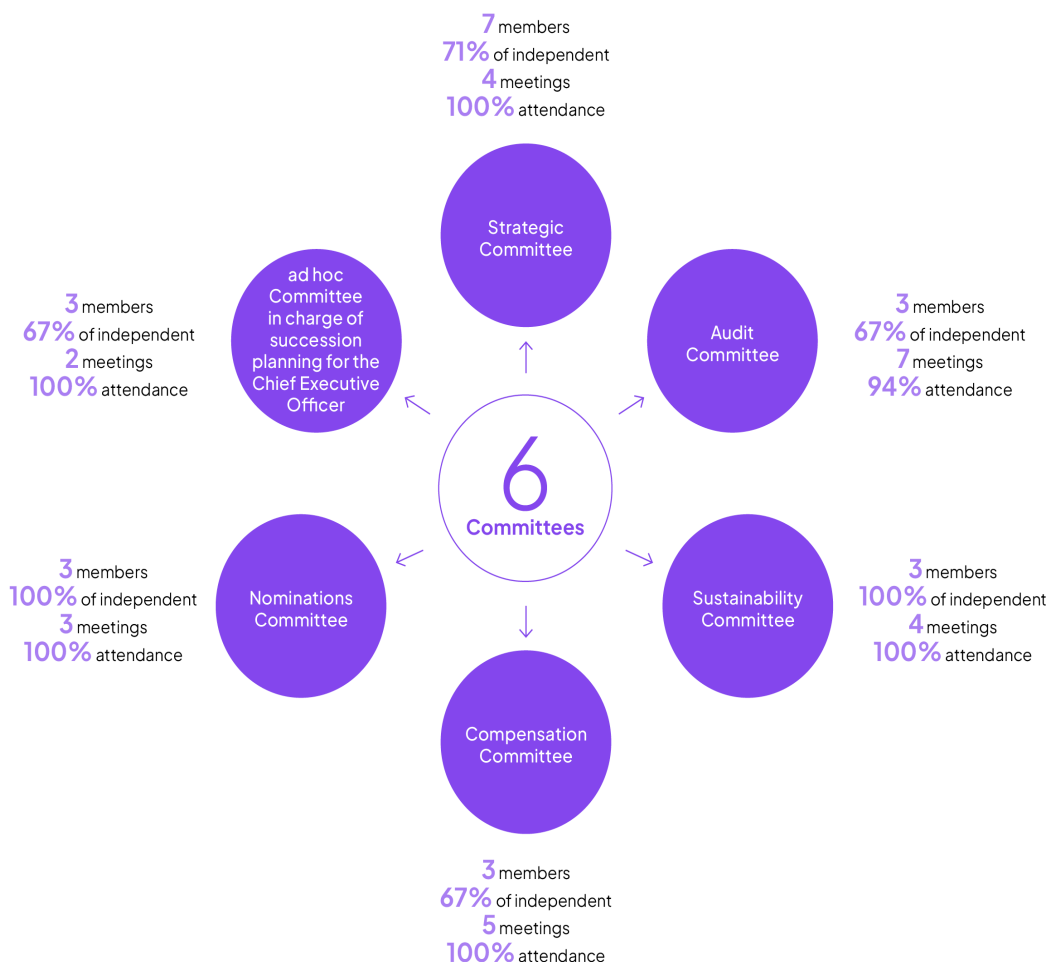 7 members
71% of independent
4 meetings
100% attendance
Strategic
Committee
ad hoc
Committee
in charge of
succession
planning for the
Chief Executive
Officer
3 members
67% of independent
2 meetings
100% attendance
Audit
Committee
3 members
67% of independent
7 meetings
94% attendance
6
Committees
3 members
100% of independent
3 meetings
100% attendance
Nominations
Committee
Sustainability
Committee
3 members
100% of independent
4 meetings
100% attendance
Compensation
Committee
3 members
67% of independent
5 meetings
100% attendance